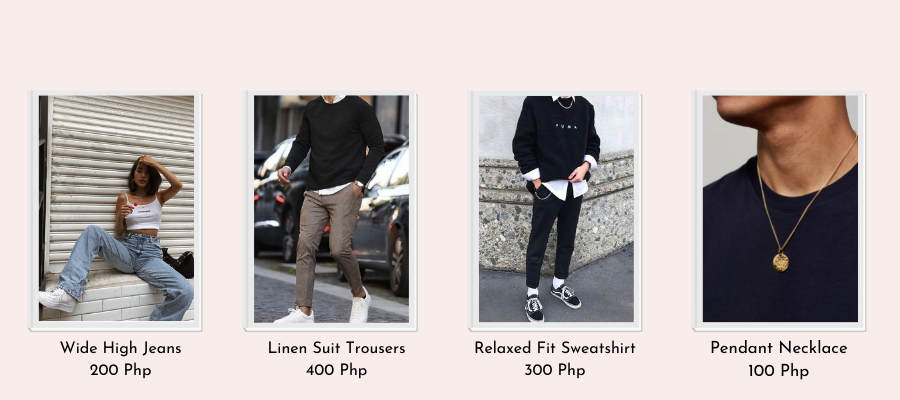 PUMA
Wide High Jeans
200 Php
Linen Suit Trousers
400 Php
Relaxed Fit Sweatshirt
300 Php
Pendant Necklace
100 Php